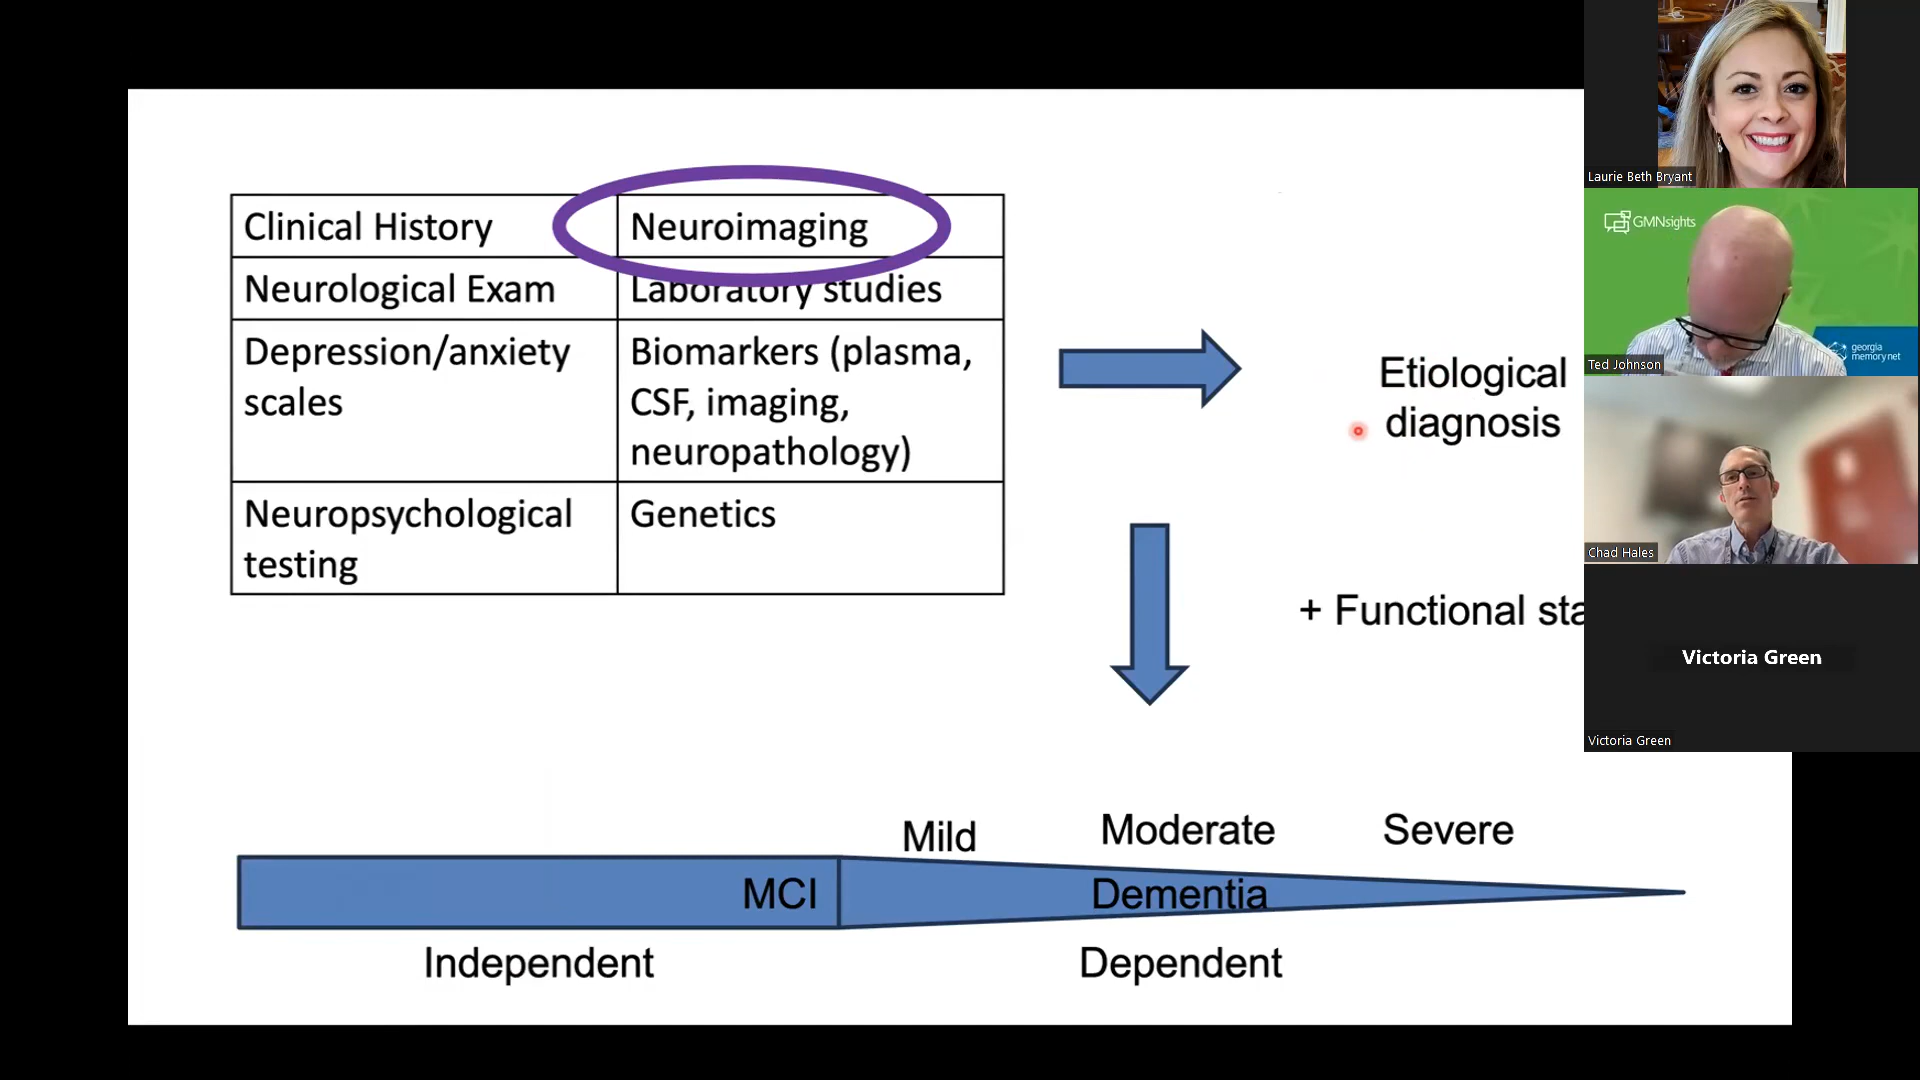 Clinical History
Neuroimaging
Neurological Exam
Laboratory studies
Depression/anxiety
scales
Biomarkers (plasma,
CSF, imaging,
neuropathology)
Neuropsychological
testing
Genetics
Etiological
diagnosis
+ Functional sta
Mild
Moderate
Severe
MCI
Dementia
Independent
Dependent
Laurie Beth Bryant
GMNsights
georgia
memory net
Ted Johnson
Chad Hales
Victoria Green
Victoria Green